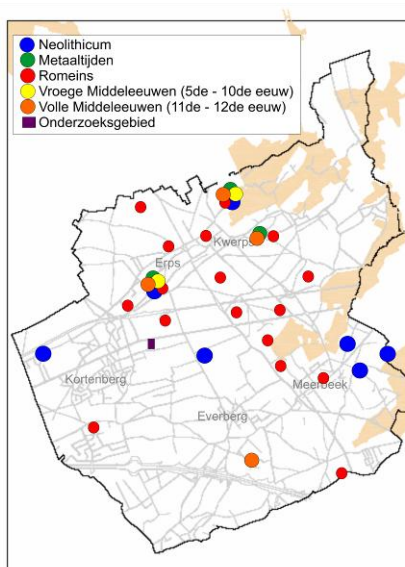 Neolithicum
Metaaltijden
Romeins
Vroege Middeleeuwen (5de - 10de eeuw)
Volle Middeleeuwen (11de - 12de eeuw)
Onderzoeksgebied
Kwerps
Erps
Kortenberg
Meerbeek
Everberg